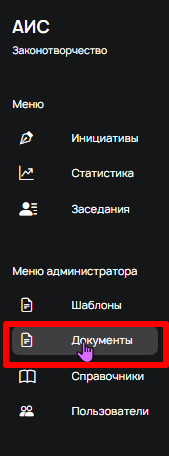 АИС
Законотворчество
Меню
Инициативы
Статистика
Заседания
Меню администратора
Шаблоны
Документы
Справочники
Пользователи